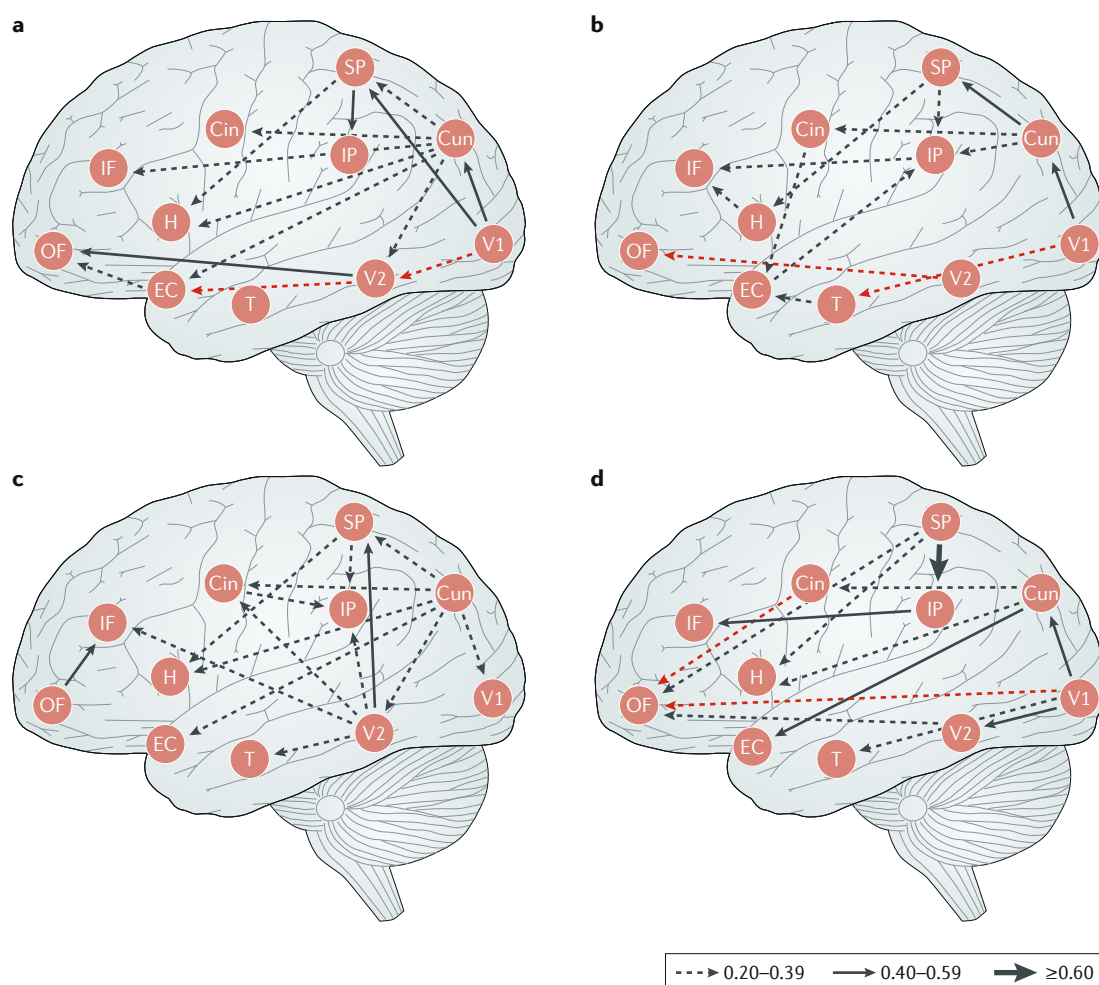 a
SP
Cin
Cun
IP
IF
H
OF
V1
EC
V2
T
b
SP
Cin
Cun
IP
IF
H
OF
V1
EC
V2
T
c
SP
Cin
Cun
IP
IF
H
OF
V1
EC
V2
T
d
SP
Cin
Cun
IP
IF
H
OF
V1
EC
V2
T
0.20–0.39 0.40–0.59 ≥0.60